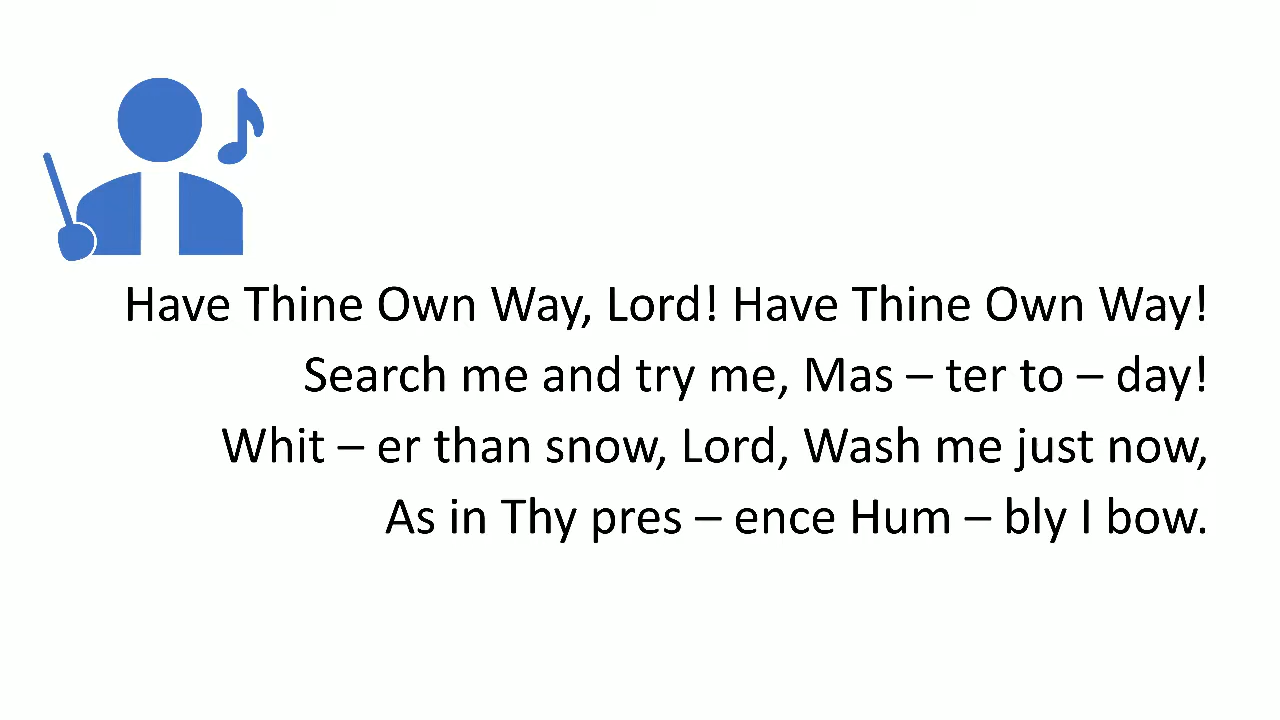 Have Thine Own Way, Lord! Have Thine Own Way!
Search me and try me, Mas – ter to – day!
Whit – er than snow, Lord, Wash me just now,
As in Thy pres – ence Hum – bly I bow.